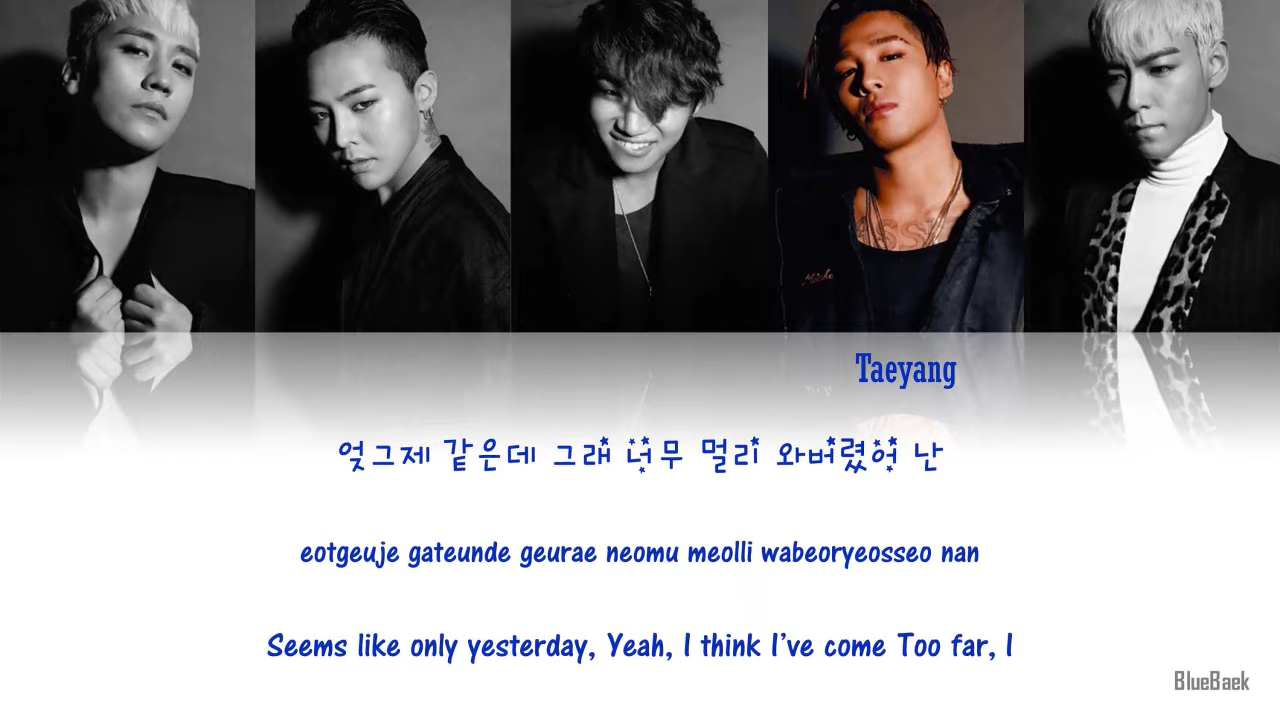 Taeyang
엊그제 같은데 그래 너무 멀리 와버렸어 난
eotgeuje gateunde geurae neomu meolli wabeoryeosseo nan
Seems like only yesterday, Yeah, I think I've come Too far, I
BlueBaek